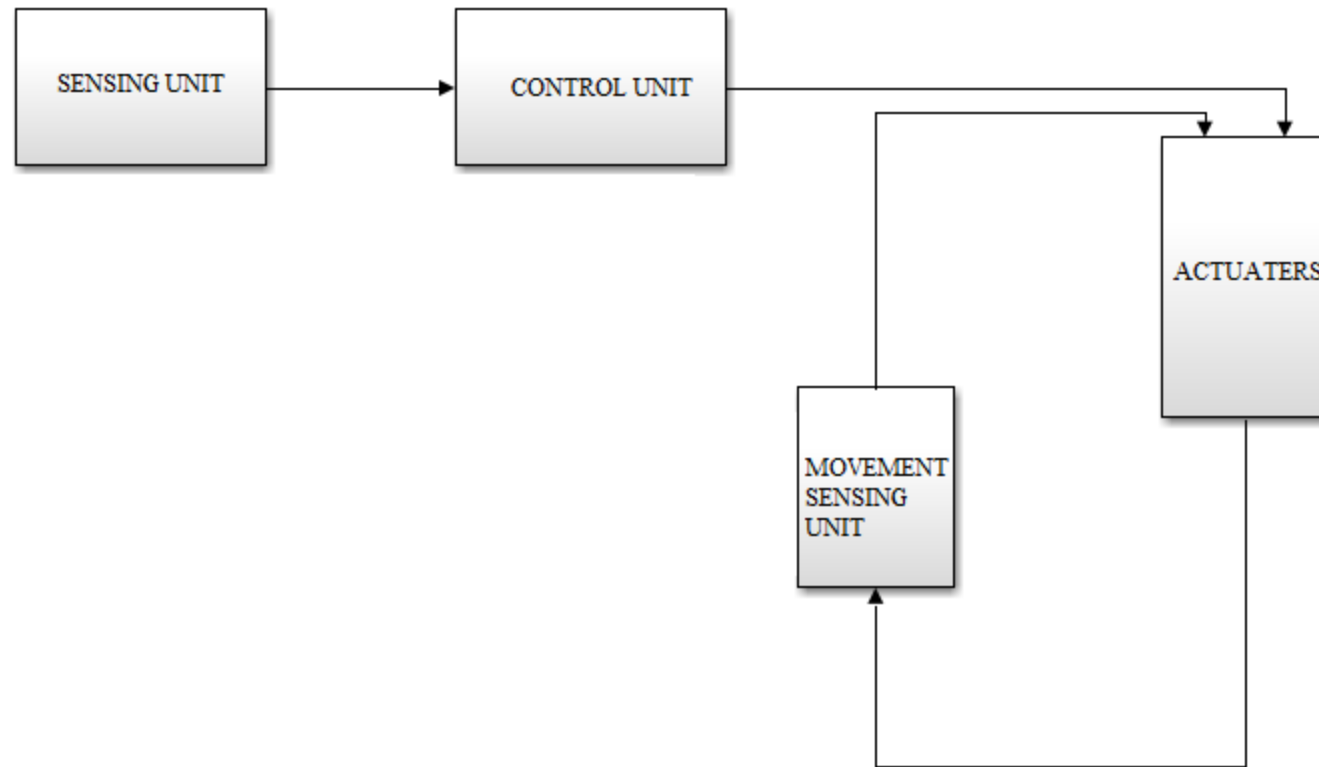 SENSING UNIT
CONTROL UNIT
ACTUATERS
MOVEMENT
SENSING
UNIT